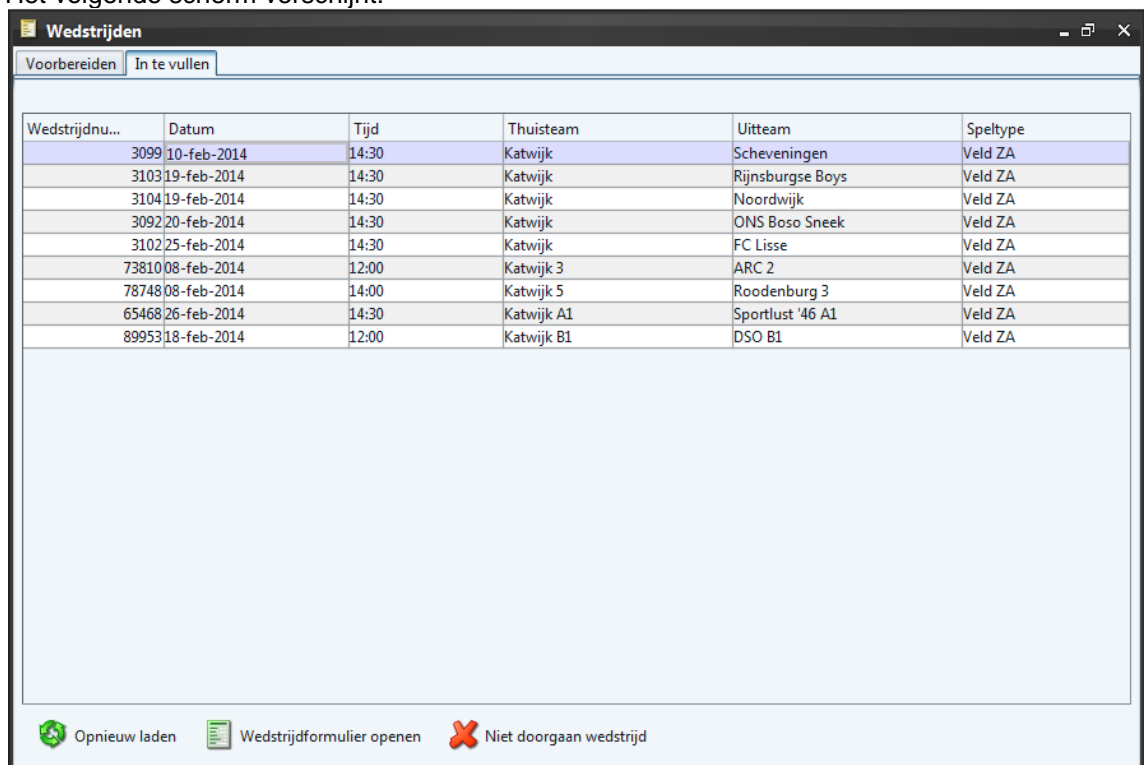 Het volgende scherm verschijnt:
Wedstrijden
Voorbereiden In te vullen
Wedstrijdnu... Datum Tijd Thuisteam Uitteam Speltype
3099 10-feb-2014 14:30 Katwijk Scheveningen Veld ZA
3103 19-feb-2014 14:30 Katwijk Rijnsburgse Boys Veld ZA
3104 19-feb-2014 14:30 Katwijk Noordwijk Veld ZA
3092 20-feb-2014 14:30 Katwijk ONS Boso Sneek Veld ZA
3102 25-feb-2014 14:30 Katwijk FC Lisse Veld ZA
73810 08-feb-2014 12:00 Katwijk 3 ARC 2 Veld ZA
78748 08-feb-2014 14:00 Katwijk 5 Roodenburg 3 Veld ZA
65468 26-feb-2014 14:30 Katwijk A1 Sportlust '46 A1 Veld ZA
89953 18-feb-2014 12:00 Katwijk B1 DSO B1 Veld ZA
Opnieuw laden Wedstrijdformulier openen Niet doorgaan wedstrijd